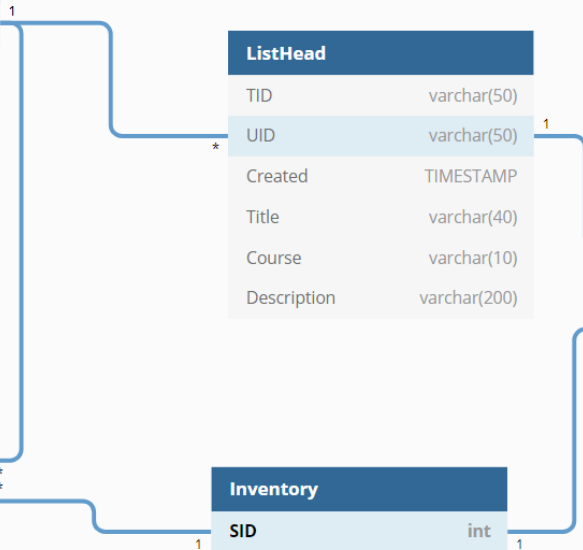 1
ListHead
TID varchar(50)
1
UID varchar(50)
*
Created TIMESTAMP
Title varchar(40)
Course varchar(10)
Description varchar(200)
*
*
Inventory
SID int
1
1